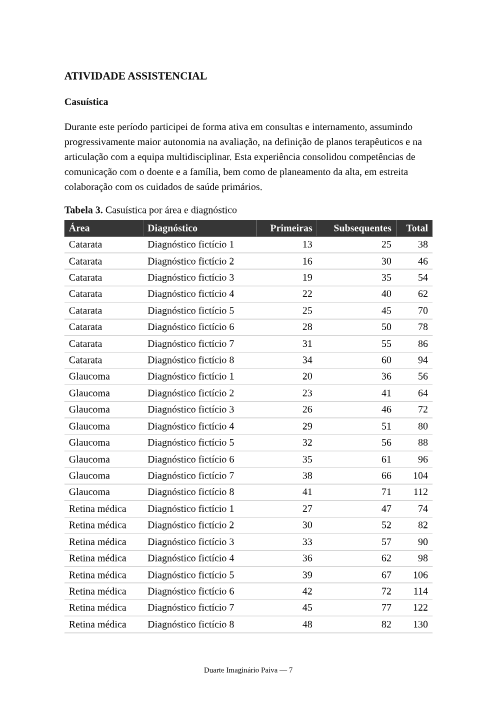 ATIVIDADE ASSISTENCIAL
Casuística
Durante este período participei de forma ativa em consultas e internamento, assumindo
progressivamente maior autonomia na avaliação, na definição de planos terapêuticos e na
articulação com a equipa multidisciplinar. Esta experiência consolidou competências de
comunicação com o doente e a família, bem como de planeamento da alta, em estreita
colaboração com os cuidados de saúde primários.
Tabela 3. Casuística por área e diagnóstico
Área Diagnóstico Primeiras Subsequentes Total
Catarata Diagnóstico fictício 1 13 25 38
Catarata Diagnóstico fictício 2 16 30 46
Catarata Diagnóstico fictício 3 19 35 54
Catarata Diagnóstico fictício 4 22 40 62
Catarata Diagnóstico fictício 5 25 45 70
Catarata Diagnóstico fictício 6 28 50 78
Catarata Diagnóstico fictício 7 31 55 86
Catarata Diagnóstico fictício 8 34 60 94
Glaucoma Diagnóstico fictício 1 20 36 56
Glaucoma Diagnóstico fictício 2 23 41 64
Glaucoma Diagnóstico fictício 3 26 46 72
Glaucoma Diagnóstico fictício 4 29 51 80
Glaucoma Diagnóstico fictício 5 32 56 88
Glaucoma Diagnóstico fictício 6 35 61 96
Glaucoma Diagnóstico fictício 7 38 66 104
Glaucoma Diagnóstico fictício 8 41 71 112
Retina médica Diagnóstico fictício 1 27 47 74
Retina médica Diagnóstico fictício 2 30 52 82
Retina médica Diagnóstico fictício 3 33 57 90
Retina médica Diagnóstico fictício 4 36 62 98
Retina médica Diagnóstico fictício 5 39 67 106
Retina médica Diagnóstico fictício 6 42 72 114
Retina médica Diagnóstico fictício 7 45 77 122
Retina médica Diagnóstico fictício 8 48 82 130
Duarte Imaginário Paiva — 7